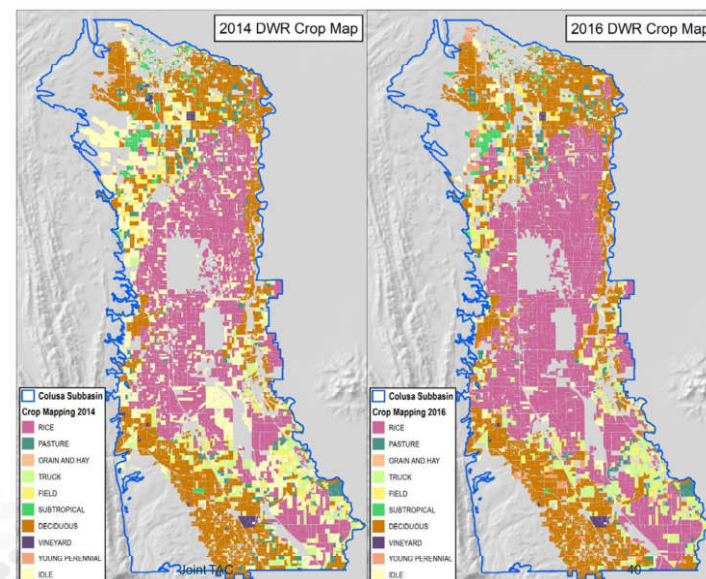 2014 DWR Crop Map
Colusa Subbasin
Crop Mapping 2014
RICE
PASTURE
GRAIN AND HAY
TRUCK
FIELD
SUBTROPICAL
DECIDUOUS
VINEYARD
YOUNG PERENNIAL
IDLE
2016 DWR Crop Map
Colusa Subbasin
Crop Mapping 2016
RICE
PASTURE
GRAIN AND HAY
TRUCK
FIELD
SUBTROPICAL
DECIDUOUS
VINEYARD
YOUNG PERENNIAL
IDLE
Joint TAC
40